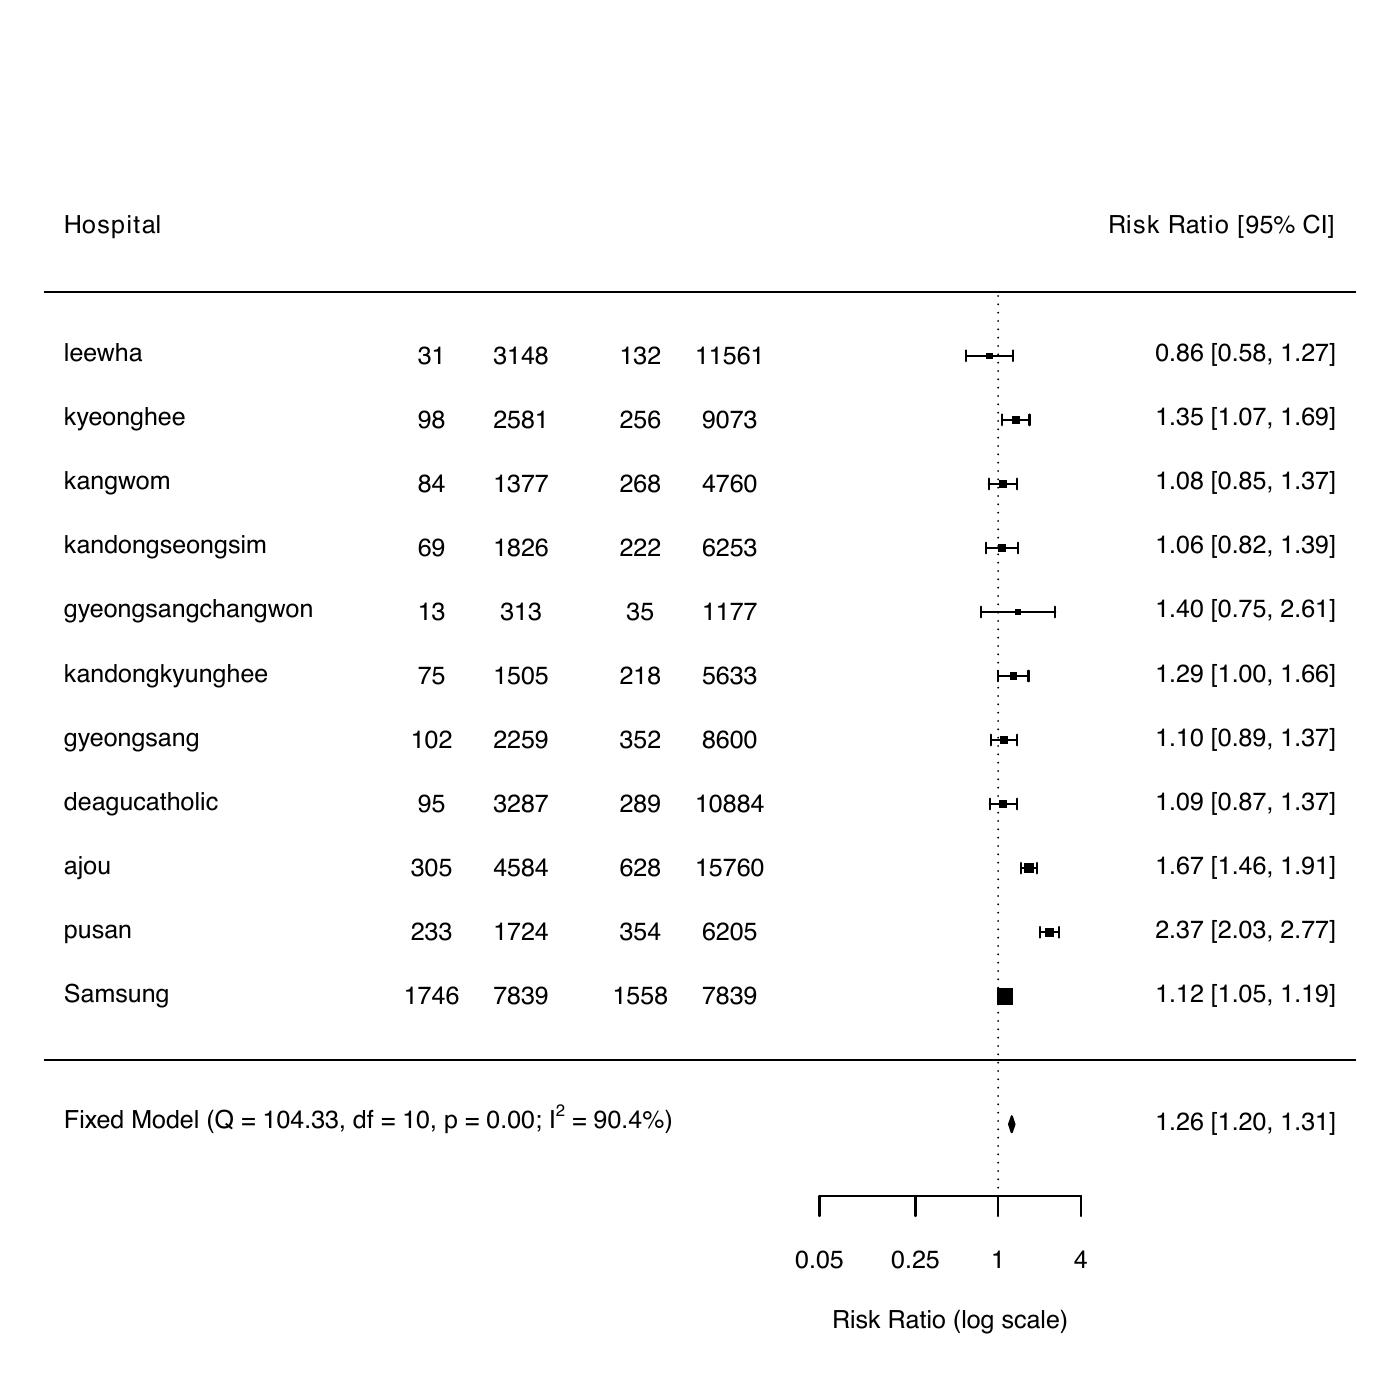 Hospital Risk Ratio [95% CI]
leewha 31 3148 132 11561 0.86 [0.58, 1.27]
kyeonghee 98 2581 256 9073 1.35 [1.07, 1.69]
kangwom 84 1377 268 4760 1.08 [0.85, 1.37]
kandongseongsim 69 1826 222 6253 1.06 [0.82, 1.39]
gyeongsangchangwon 13 313 35 1177 1.40 [0.75, 2.61]
kandongkyunghee 75 1505 218 5633 1.29 [1.00, 1.66]
gyeongsang 102 2259 352 8600 1.10 [0.89, 1.37]
deagucatholic 95 3287 289 10884 1.09 [0.87, 1.37]
ajou 305 4584 628 15760 1.67 [1.46, 1.91]
pusan 233 1724 354 6205 2.37 [2.03, 2.77]
Samsung 1746 7839 1558 7839 1.12 [1.05, 1.19]
Fixed Model (Q = 104.33, df = 10, p = 0.00; I² = 90.4%) 1.26 [1.20, 1.31]
0.05 0.25 1 4
Risk Ratio (log scale)